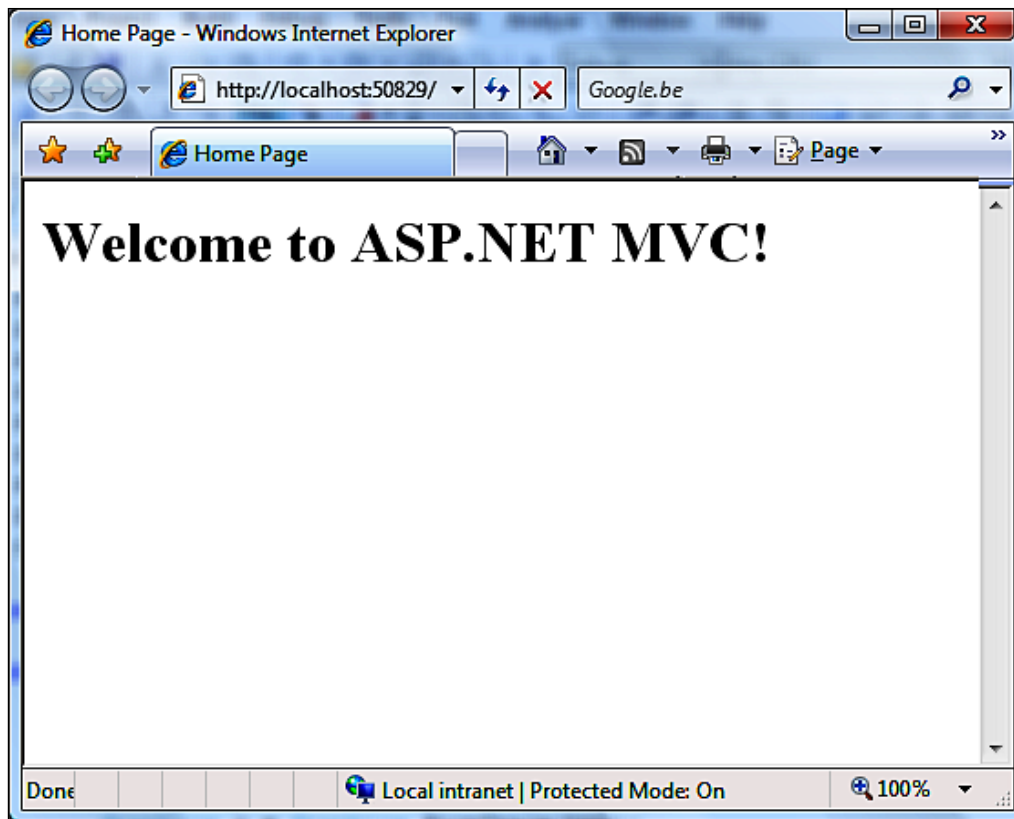 Home Page - Windows Internet Explorer
http://localhost:50829/
Google.be
Home Page
Page
Welcome to ASP.NET MVC!
Done
Local intranet | Protected Mode: On
100%